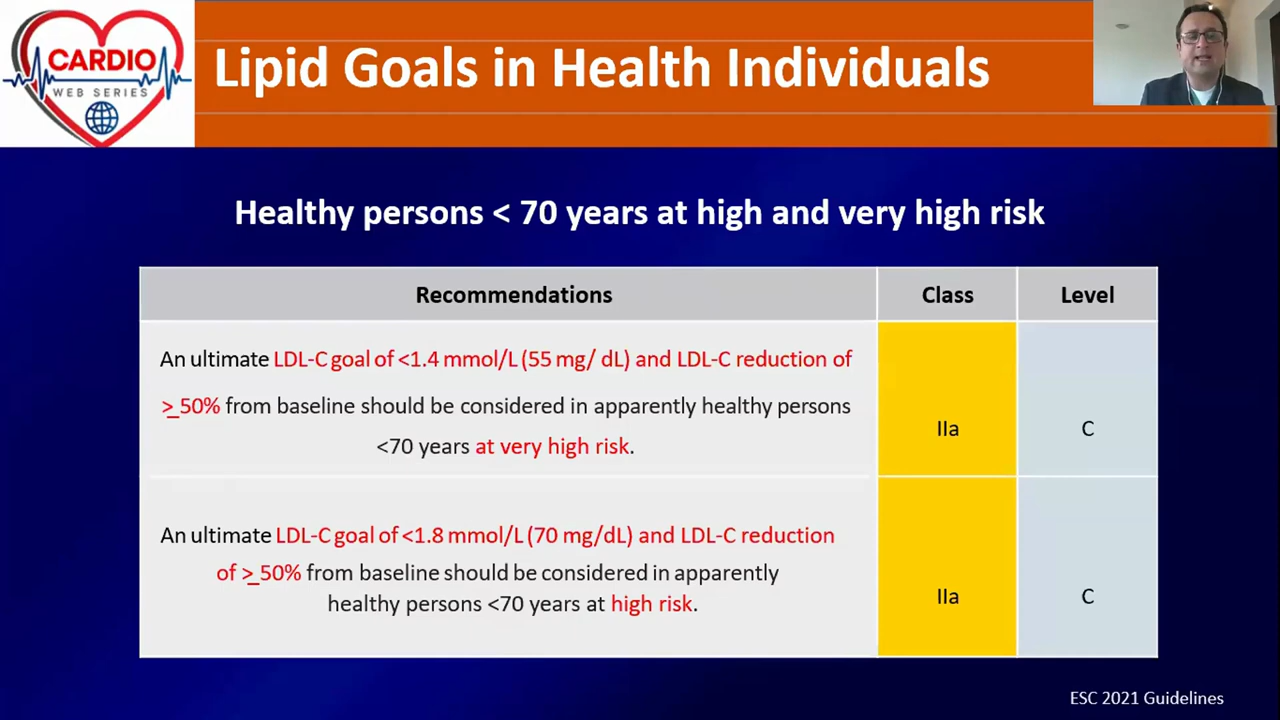 CARDIO
WEB SERIES
Lipid Goals in Health Individuals
Healthy persons < 70 years at high and very high risk
Recommendations Class Level
An ultimate LDL-C goal of <1.4 mmol/L (55 mg/ dL) and LDL-C reduction of
>_50% from baseline should be considered in apparently healthy persons
<70 years at very high risk.
IIa C
An ultimate LDL-C goal of <1.8 mmol/L (70 mg/dL) and LDL-C reduction
of >_50% from baseline should be considered in apparently
healthy persons <70 years at high risk.
IIa C
ESC 2021 Guidelines